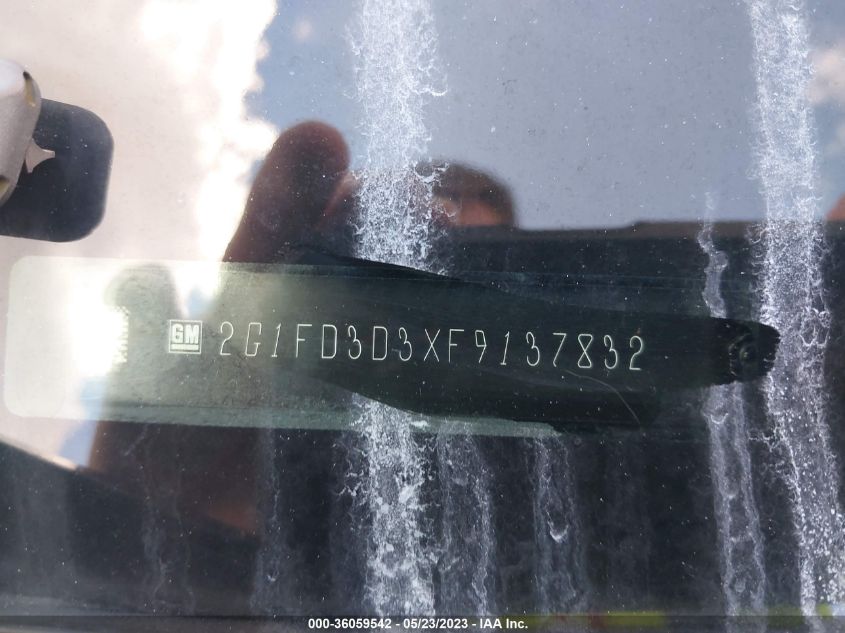 GM 2G1FD3D3XF9137832
000-36059542 - 05/23/2023 - IAA Inc.